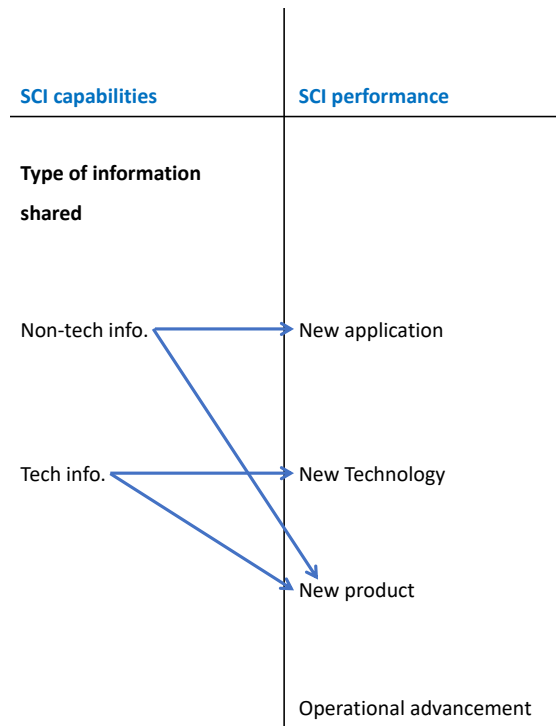 SCI capabilities
SCI performance
Type of information
shared
Non-tech info.
New application
Tech info.
New Technology
New product
Operational advancement